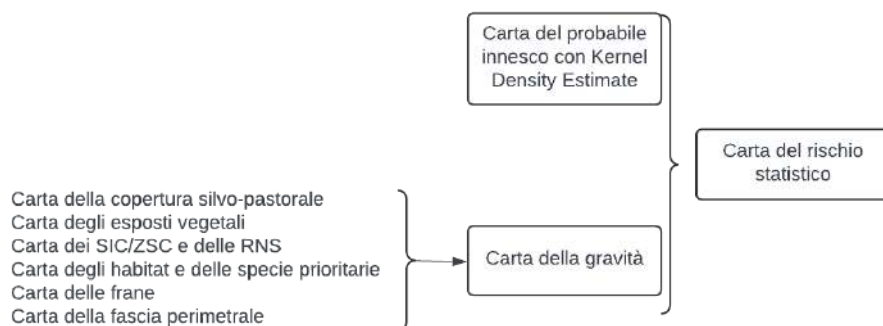 Carta del probabile
innesco con Kernel
Density Estimate
Carta del rischio
statistico
Carta della copertura silvo-pastorale
Carta degli esposti vegetali
Carta dei SIC/ZSC e delle RNS
Carta degli habitat e delle specie prioritarie
Carta delle frane
Carta della fascia perimetrale
Carta della gravità